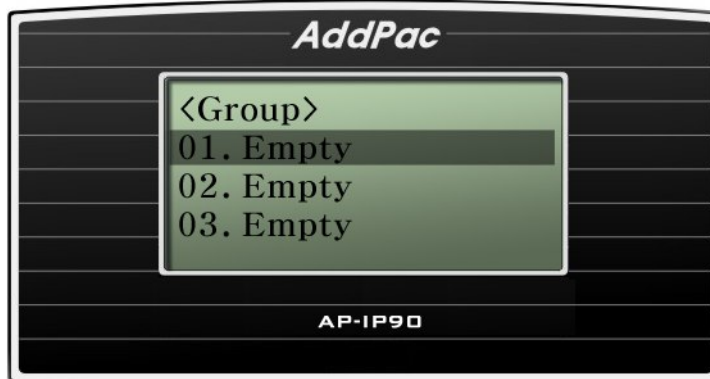 AddPac
<Group>
01. Empty
02. Empty
03. Empty
AP-IP90